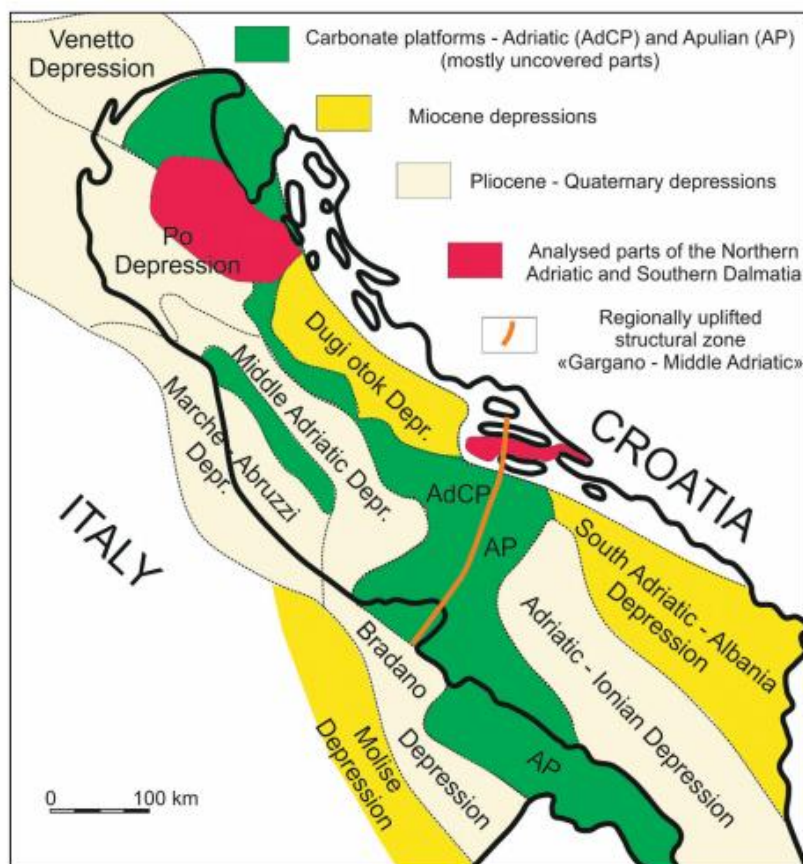 Venetto
Depression
Carbonate platforms - Adriatic (AdCP) and Apulian (AP)
(mostly uncovered parts)
Miocene depressions
Pliocene - Quaternary depressions
Po
Depression
Analysed parts of the Northern
Adriatic and Southern Dalmatia
Regionally uplifted
structural zone
«Gargano - Middle Adriatic»
Dugi otok Depr.
Middle Adriatic Depr.
Marche - Abruzzi
Depr.
CROATIA
ITALY
AdCP
AP
South Adriatic - Albania
Depression
Adriatic - Ionian Depression
Bradano
Depression
Molise
Depression
AP
0 100 km